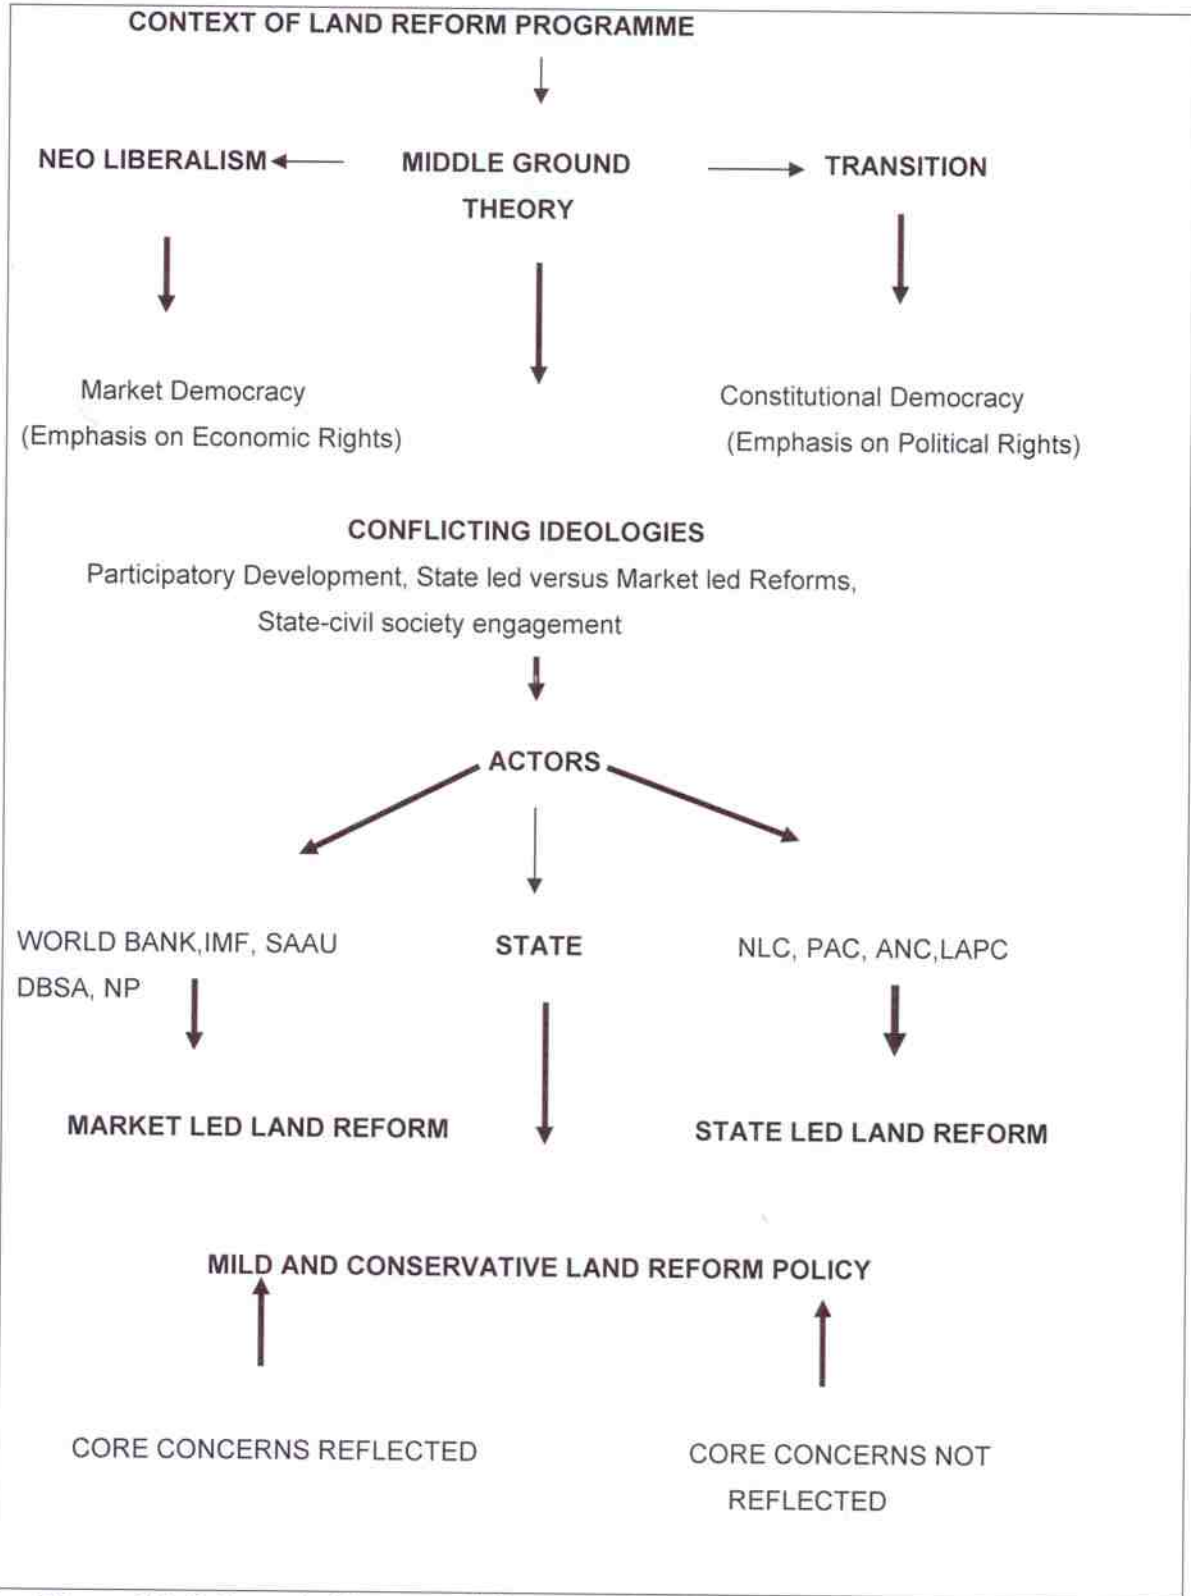 CONTEXT OF LAND REFORM PROGRAMME
NEO LIBERALISM
MIDDLE GROUND
THEORY
TRANSITION
Market Democracy
(Emphasis on Economic Rights)
Constitutional Democracy
(Emphasis on Political Rights)
CONFLICTING IDEOLOGIES
Participatory Development, State led versus Market led Reforms,
State-civil society engagement
ACTORS
WORLD BANK,IMF, SAAU
DBSA, NP
STATE
NLC, PAC, ANC,LAPC
MARKET LED LAND REFORM
STATE LED LAND REFORM
MILD AND CONSERVATIVE LAND REFORM POLICY
CORE CONCERNS REFLECTED
CORE CONCERNS NOT
REFLECTED